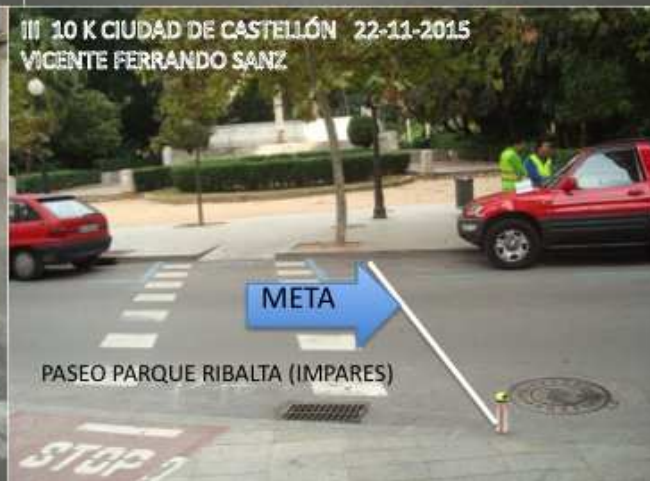 III 10 K CIUDAD DE CASTELLÓN 22-11-2015
VICENTE FERRANDO SANZ
META
PASEO PARQUE RIBALTA (IMPARES)
STOP